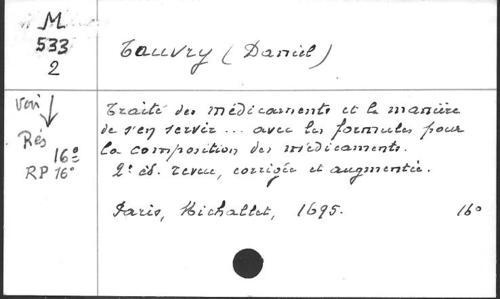 M
533
2
Tauvry (Daniel)
Voir
Rés
16°
RP 16°
Traité des médicaments et la manière
de s'en servir... avec les formules pour
la composition des médicaments.
2e éd. revue, corrigée et augmentée.
Paris, Michallet, 1695. 16°